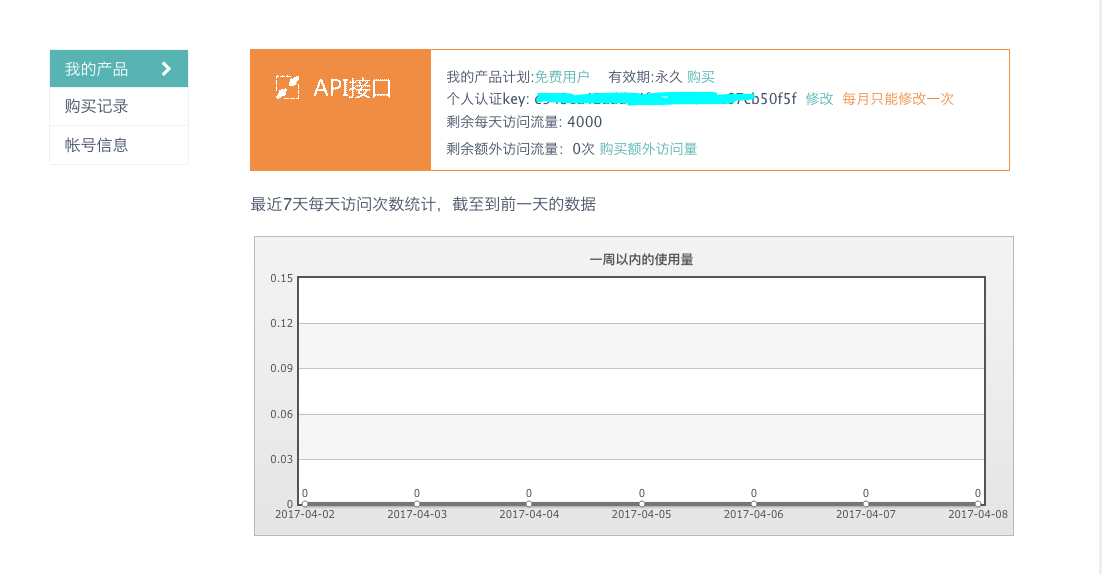 我的产品
购买记录
帐号信息
API接口
我的产品计划:免费用户 有效期:永久 购买
个人认证key: 7cb50f5f 修改 每月只能修改一次
剩余每天访问流量: 4000
剩余额外访问流量：0次 购买额外访问量
最近7天每天访问次数统计，截至到前一天的数据
一周以内的使用量
0.15
0.12
0.09
0.06
0.03
0
0 0 0 0 0 0 0
2017-04-02 2017-04-03 2017-04-04 2017-04-05 2017-04-06 2017-04-07 2017-04-08